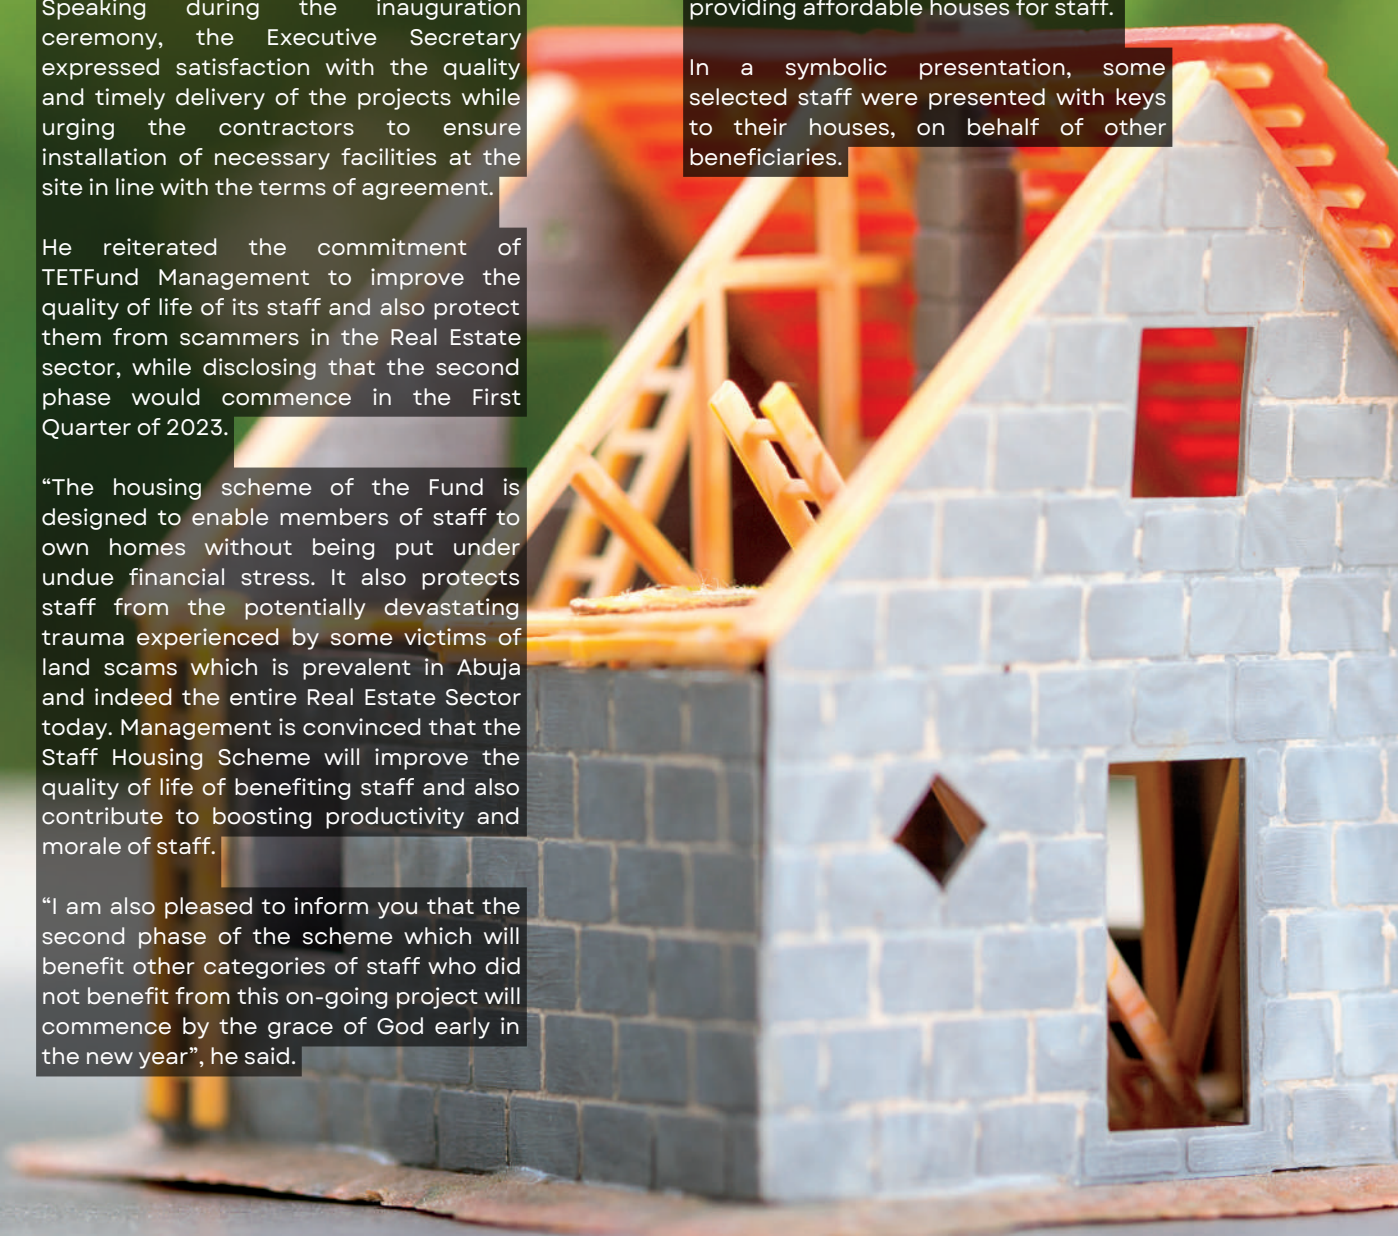 Speaking during the inauguration
ceremony, the Executive Secretary
expressed satisfaction with the quality
and timely delivery of the projects while
urging the contractors to ensure
installation of necessary facilities at the
site in line with the terms of agreement.
He reiterated the commitment of
TETFund Management to improve the
quality of life of its staff and also protect
them from scammers in the Real Estate
sector, while disclosing that the second
phase would commence in the First
Quarter of 2023.
“The housing scheme of the Fund is
designed to enable members of staff to
own homes without being put under
undue financial stress. It also protects
staff from the potentially devastating
trauma experienced by some victims of
land scams which is prevalent in Abuja
and indeed the entire Real Estate Sector
today. Management is convinced that the
Staff Housing Scheme will improve the
quality of life of benefiting staff and also
contribute to boosting productivity and
morale of staff.
“I am also pleased to inform you that the
second phase of the scheme which will
benefit other categories of staff who did
not benefit from this on-going project will
commence by the grace of God early in
the new year”, he said.
providing affordable houses for staff.
In a symbolic presentation, some
selected staff were presented with keys
to their houses, on behalf of other
beneficiaries.